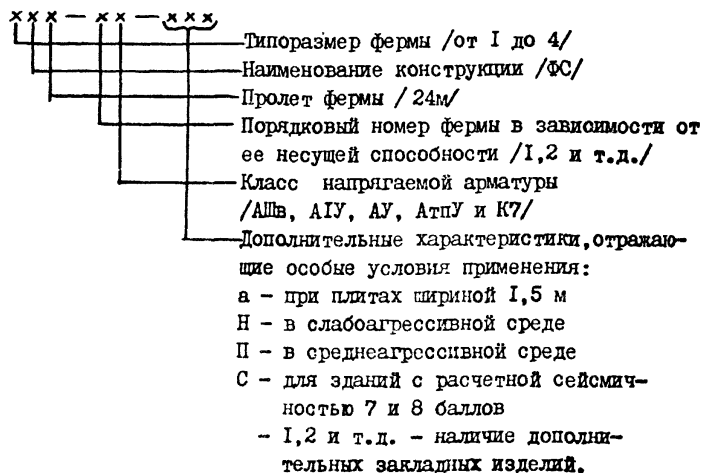 ххх — хх — ххх
Типоразмер фермы /от I до 4/
Наименование конструкции /ФС/
Пролет фермы /24м/
Порядковый номер фермы в зависимости от
ее несущей способности /I,2 и т.д./
Класс напрягаемой арматуры
/АШв, АІУ, АУ, АтпУ и К7/
Дополнительные характеристики,отражаю-
щие особые условия применения:
а – при плитах шириной I,5 м
Н – в слабоагрессивной среде
П – в среднеагрессивной среде
С – для зданий с расчетной сейсмич-
ностью 7 и 8 баллов
– I,2 и т.д. – наличие дополни-
тельных закладных изделий.